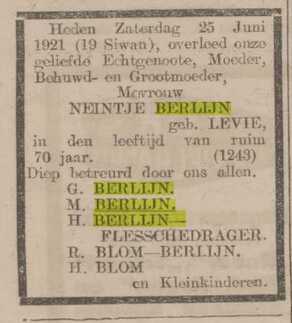 Heden Zaterdag 25 Juni
1921 (19 Siwan), overleed onze
geliefde Echtgenoote, Moeder,
Behuwd- en Grootmoeder,
Mevrouw
NEINTJE BERLIJN
geb. LEVIE,
in den leeftijd van ruim
70 jaar. (1243)
Diep betreurd door ons allen.
G. BERLIJN.
M. BERLIJN.
H. BERLIJN—
FLESSCHEDRAGER.
R. BLOM—BERLIJN.
H. BLOM
en Kleinkinderen.